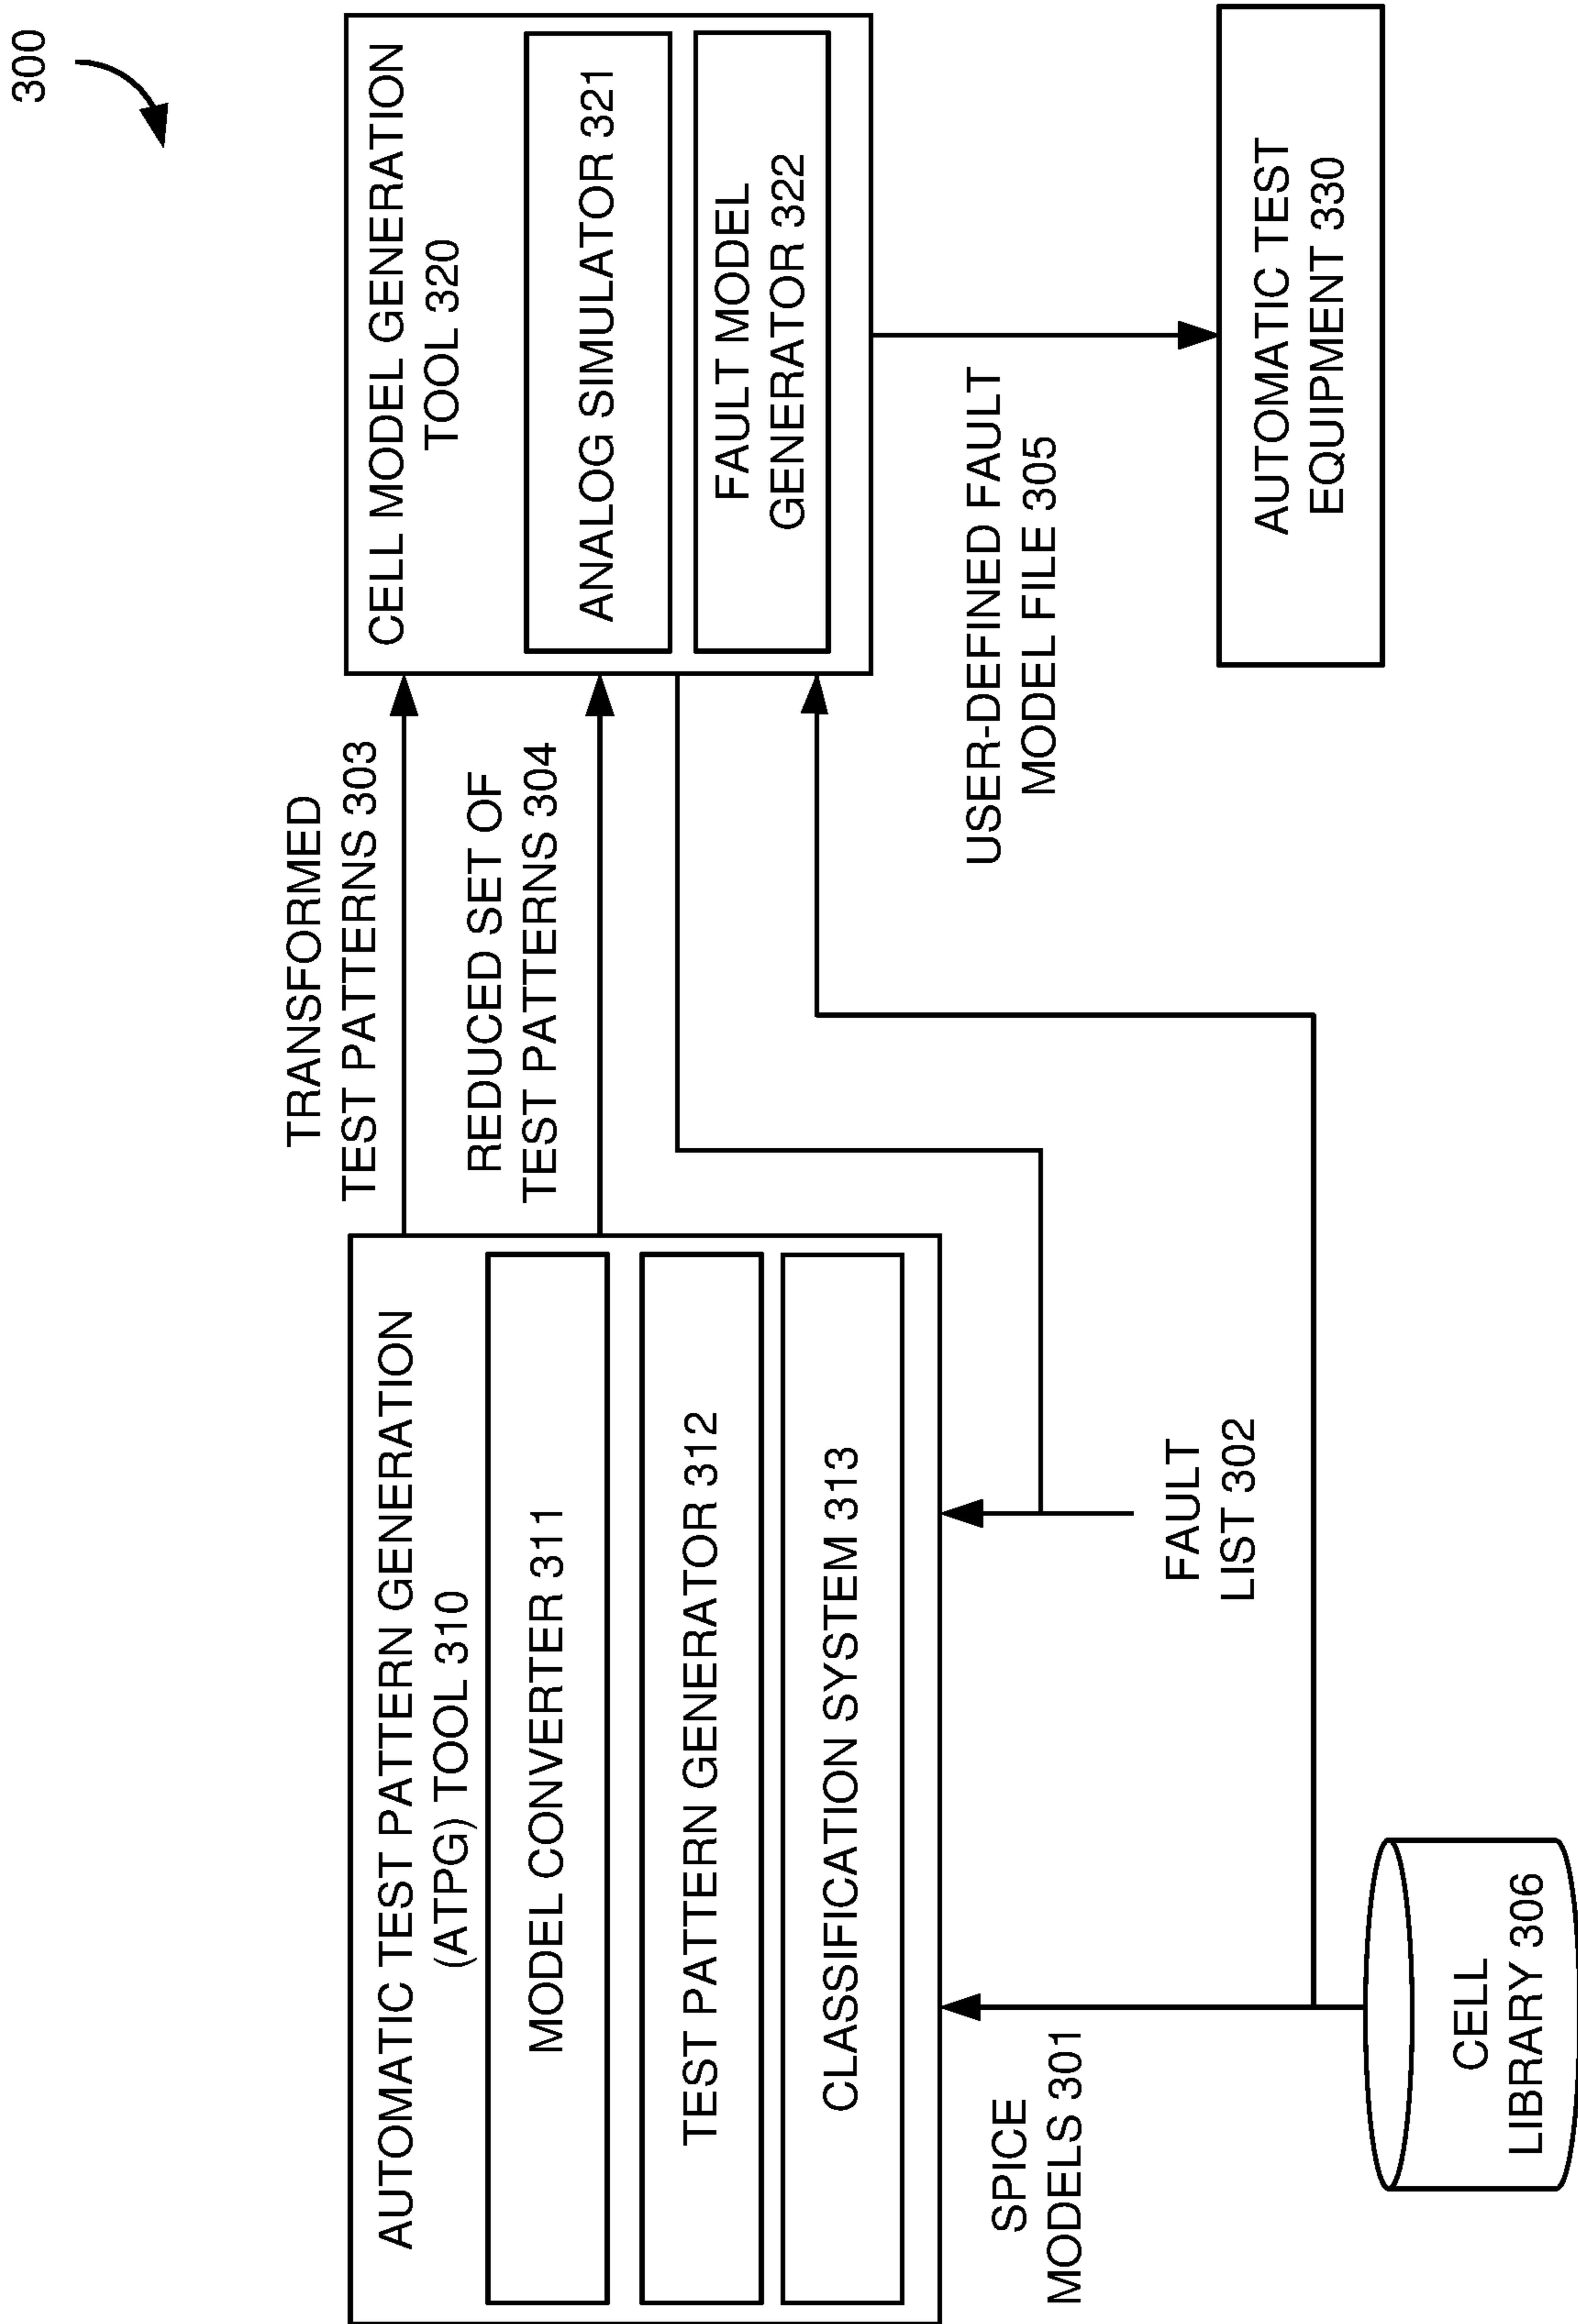 300
AUTOMATIC TEST PATTERN GENERATION
(ATPG) TOOL 310
MODEL CONVERTER 311
TEST PATTERN GENERATOR 312
CLASSIFICATION SYSTEM 313
TRANSFORMED
TEST PATTERNS 303
REDUCED SET OF
TEST PATTERNS 304
CELL MODEL GENERATION
TOOL 320
ANALOG SIMULATOR 321
FAULT MODEL
GENERATOR 322
SPICE
MODELS 301
FAULT
LIST 302
USER-DEFINED FAULT
MODEL FILE 305
CELL
LIBRARY 306
AUTOMATIC TEST
EQUIPMENT 330